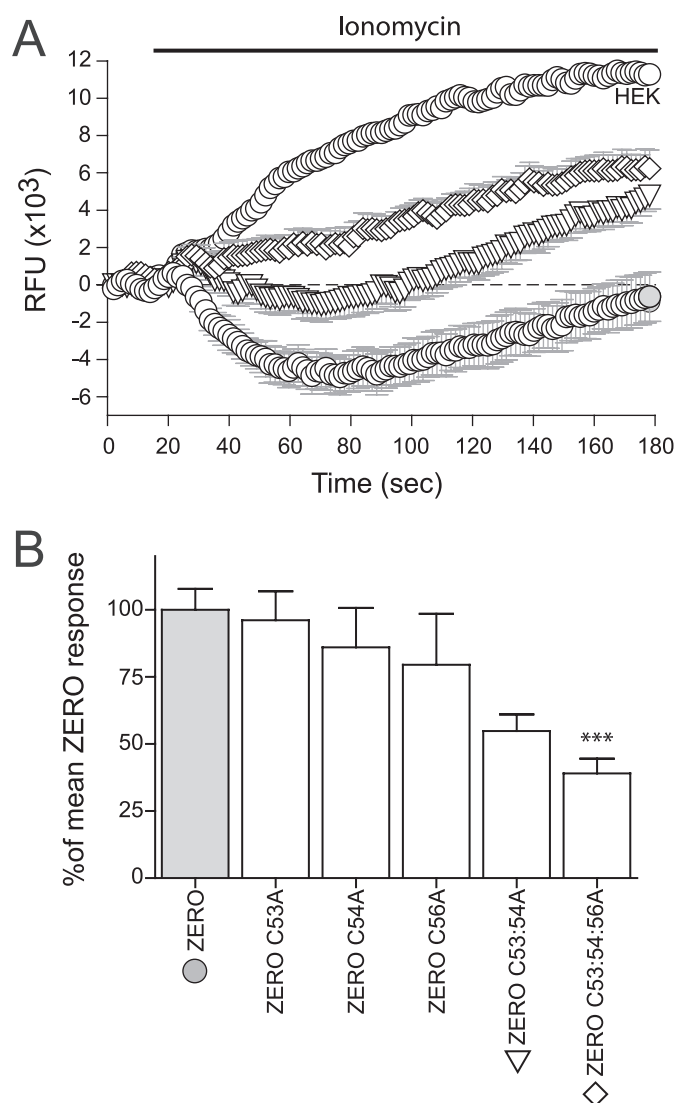 A
Ionomycin
12
10
8
6
4
2
0
-2
-4
-6
RFU (x10³)
HEK
0 20 40 60 80 100 120 140 160 180
Time (sec)
B
100
75
50
25
0
%of mean ZERO response
***
ZERO
ZERO C53A
ZERO C54A
ZERO C56A
ZERO C53:54A
ZERO C53:54:56A